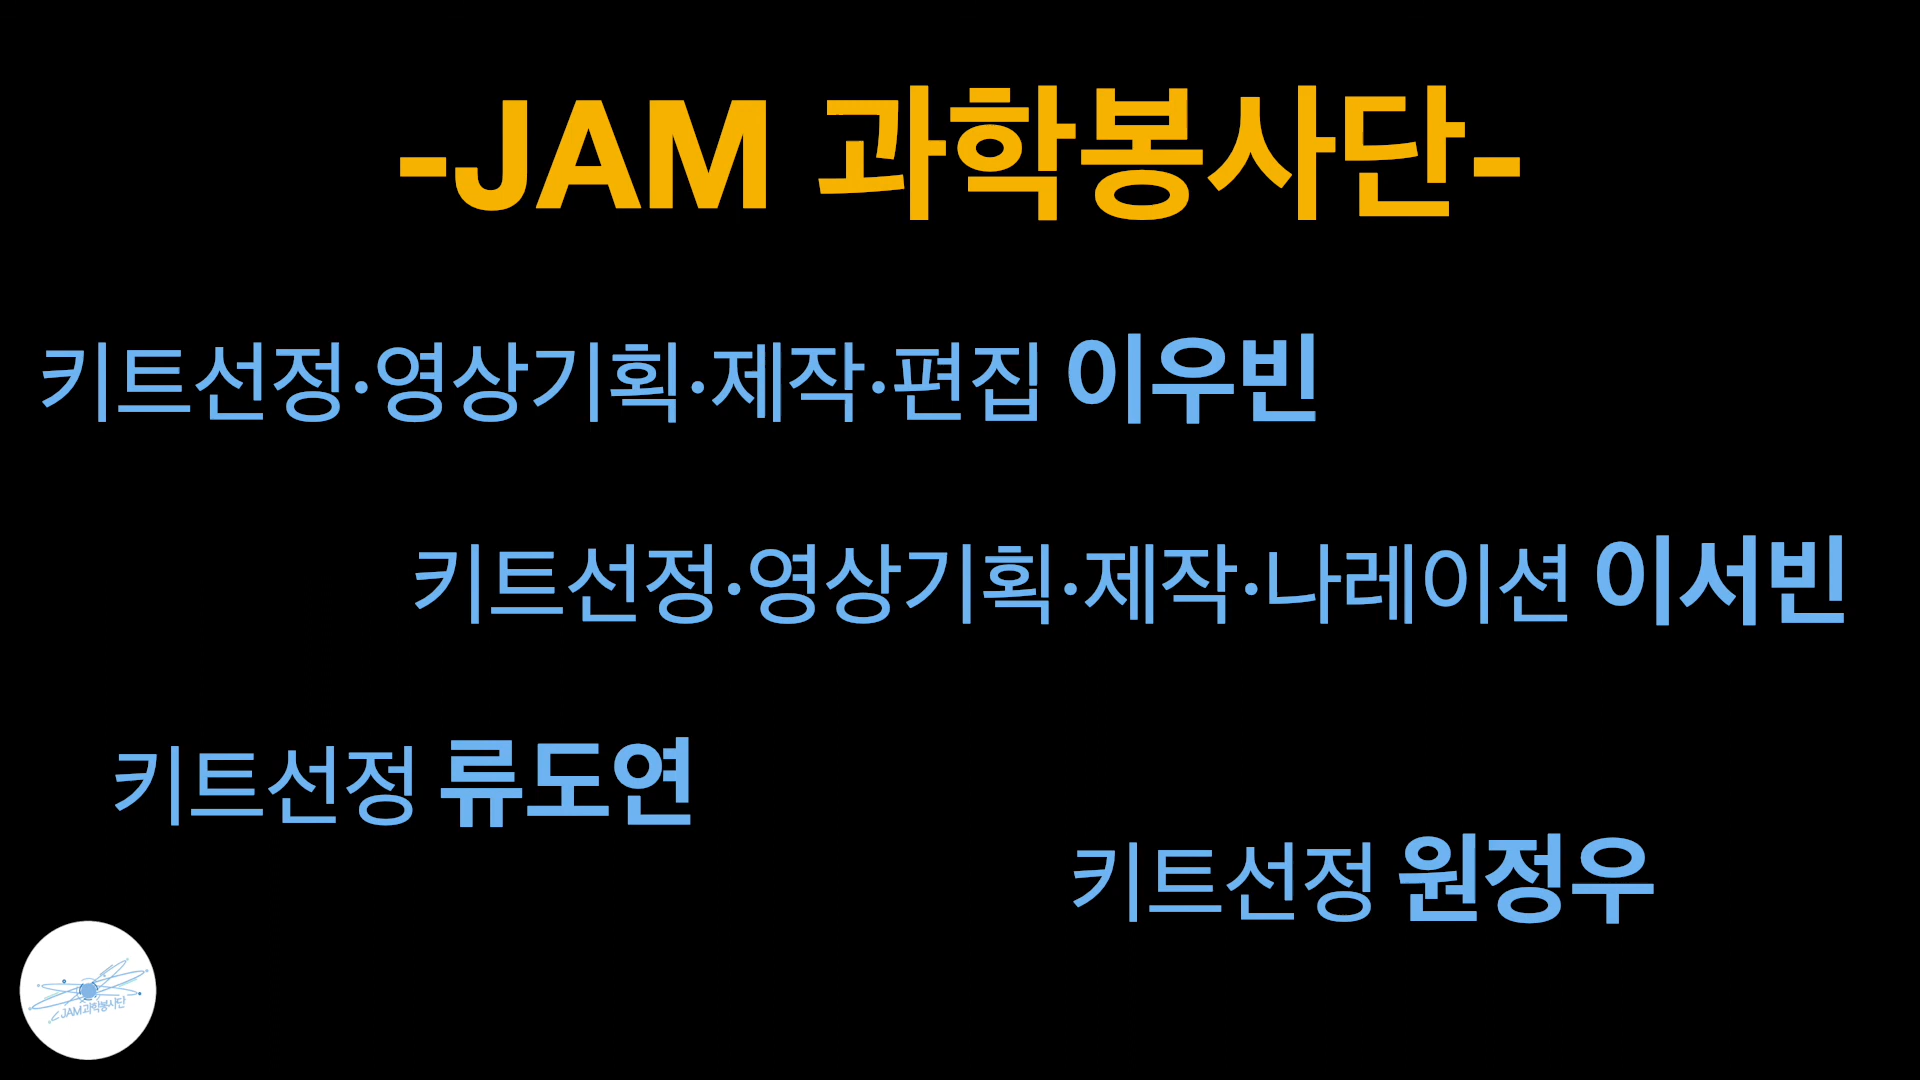 -JAM 과학봉사단-
키트선정·영상기획·제작·편집 이우빈
키트선정·영상기획·제작·나레이션 이서빈
키트선정 류도연
키트선정 원정우
JAM 과학봉사단